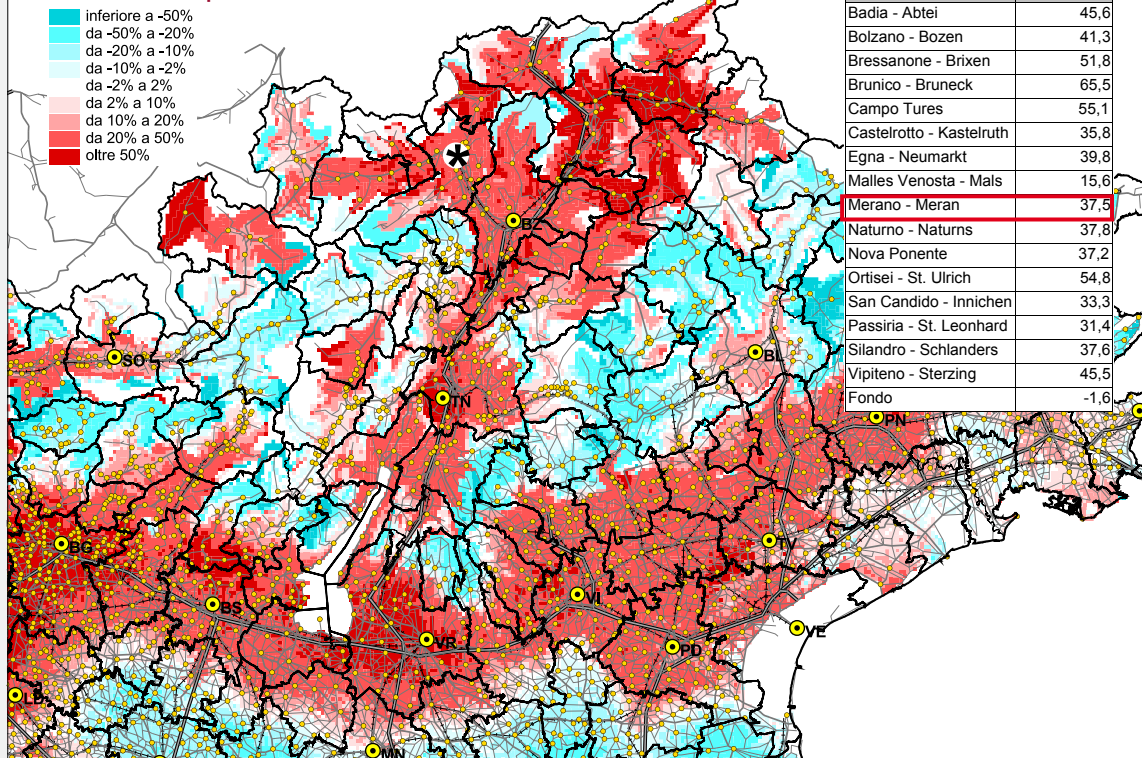 inferiore a -50%
da -50% a -20%
da -20% a -10%
da -10% a -2%
da -2% a 2%
da 2% a 10%
da 10% a 20%
da 20% a 50%
oltre 50%
Badia - Abtei 45,6
Bolzano - Bozen 41,3
Bressanone - Brixen 51,8
Brunico - Bruneck 65,5
Campo Tures 55,1
Castelrotto - Kastelruth 35,8
Egna - Neumarkt 39,8
Malles Venosta - Mals 15,6
Merano - Meran 37,5
Naturno - Naturns 37,8
Nova Ponente 37,2
Ortisei - St. Ulrich 54,8
San Candido - Innichen 33,3
Passiria - St. Leonhard 31,4
Silandro - Schlanders 37,6
Vipiteno - Sterzing 45,5
Fondo -1,6
*
BZ
SO
BL
TN
PN
BG
TV
BS
VI
VE
VR
PD
MN